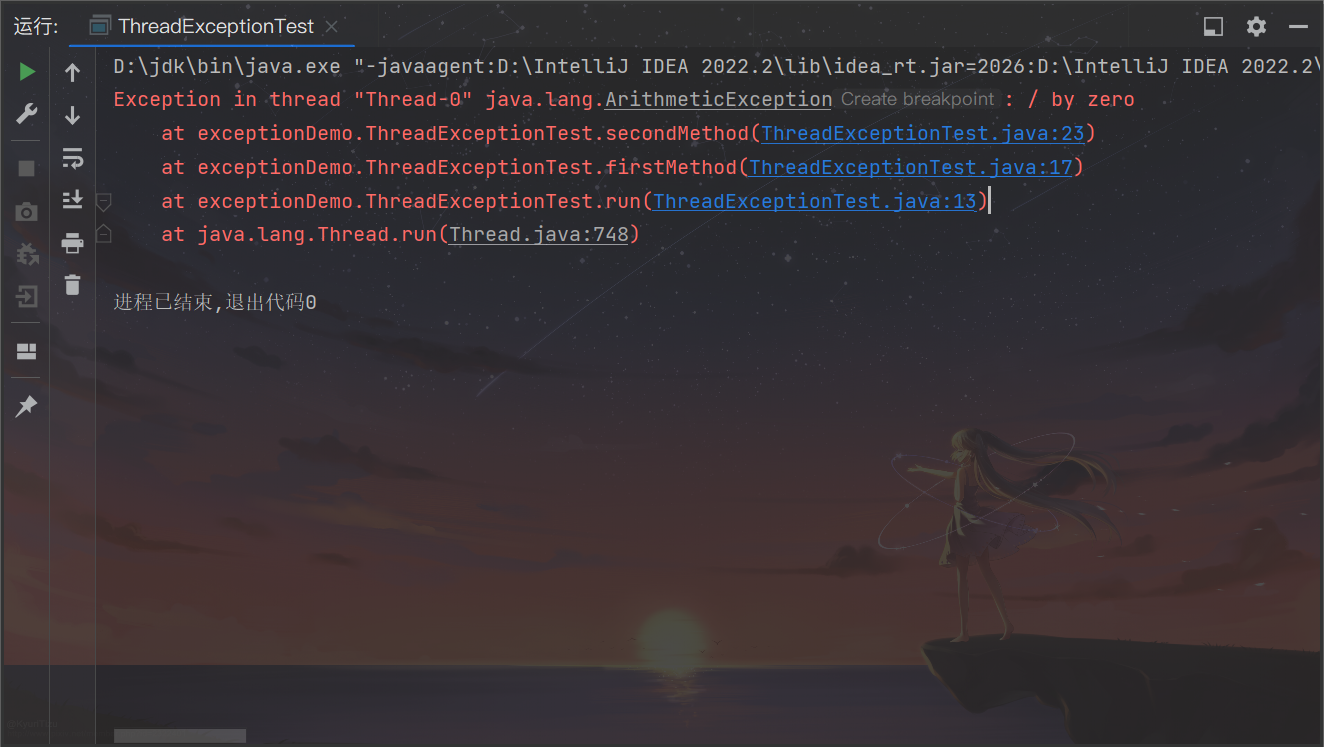 运行: ThreadExceptionTest
D:\jdk\bin\java.exe "-javaagent:D:\IntelliJ IDEA 2022.2\lib\idea_rt.jar=2026:D:\IntelliJ IDEA 2022.2\
Exception in thread "Thread-0" java.lang.ArithmeticException Create breakpoint : / by zero
at exceptionDemo.ThreadExceptionTest.secondMethod(ThreadExceptionTest.java:23)
at exceptionDemo.ThreadExceptionTest.firstMethod(ThreadExceptionTest.java:17)
at exceptionDemo.ThreadExceptionTest.run(ThreadExceptionTest.java:13)
at java.lang.Thread.run(Thread.java:748)
进程已结束,退出代码0